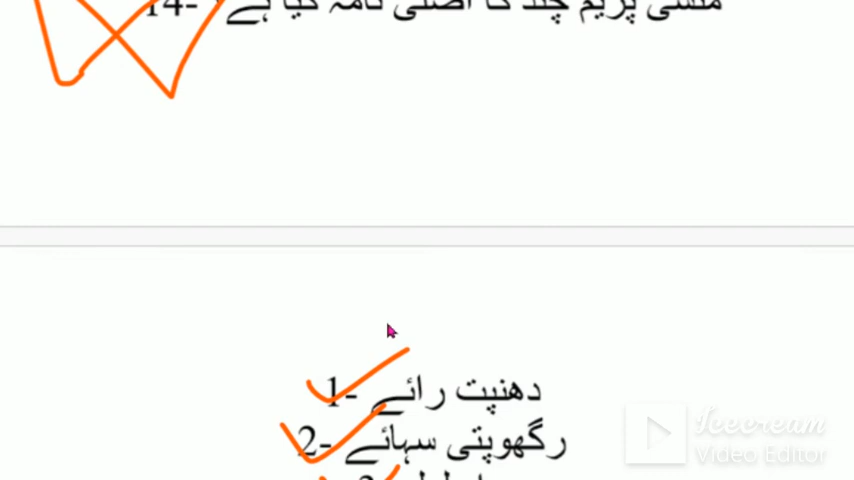 14- منشی پریم چند کا اصلی نام کیا ہے
1- دھنپت رائے
2- رگھوپتی سہائے
Icecream
Video Editor